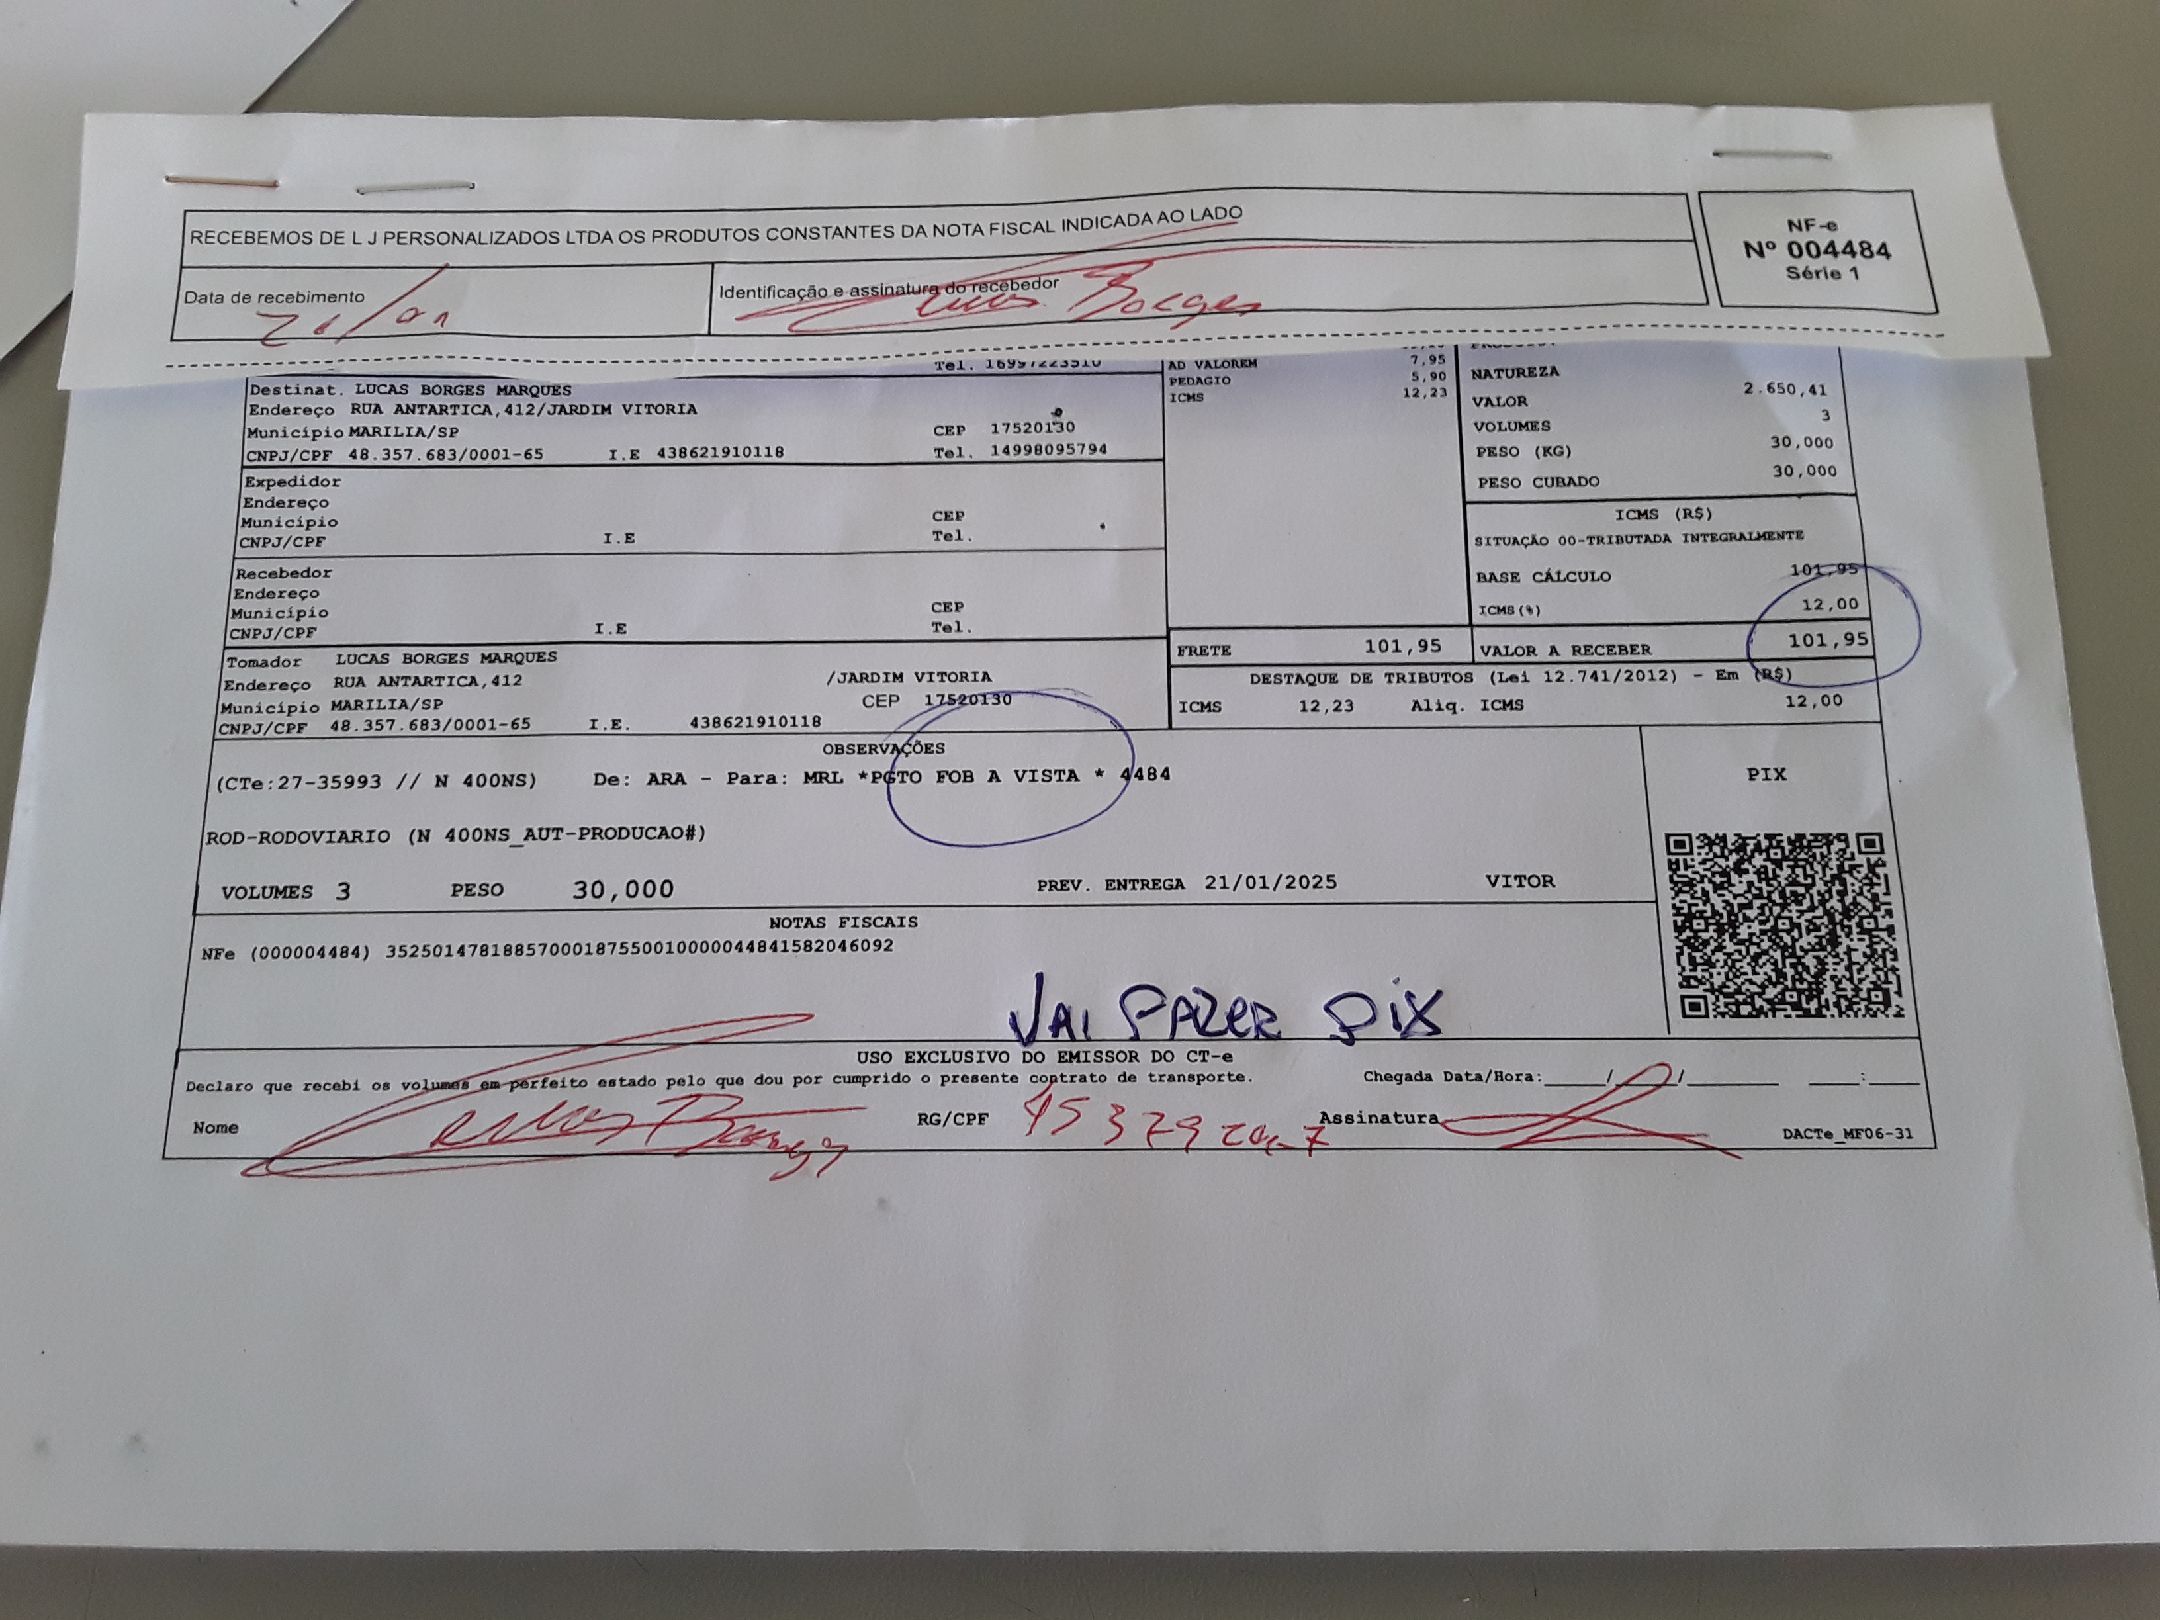 RECEBEMOS DE L J PERSONALIZADOS LTDA OS PRODUTOS CONSTANTES DA NOTA FISCAL INDICADA AO LADO
NF-e
Nº 004484
Série 1
Data de recebimento
Identificação e assinatura do recebedor
Borges
Tel. 16997223510
AD VALOREM 7,95
PEDAGIO 5,90
ICMS 12,23
Destinat. LUCAS BORGES MARQUES
Endereço RUA ANTARTICA,412/JARDIM VITORIA
Município MARILIA/SP CEP 17520130
CNPJ/CPF 48.357.683/0001-65 I.E 438621910118 Tel. 14998095794
NATUREZA
VALOR 2.650,41
VOLUMES 3
PESO (KG) 30,000
PESO CUBADO 30,000
Expedidor
Endereço
Município CEP
CNPJ/CPF I.E Tel.
ICMS (R$)
SITUAÇÃO 00-TRIBUTADA INTEGRALMENTE
BASE CÁLCULO 101,95
ICMS(%) 12,00
Recebedor
Endereço
Município CEP
CNPJ/CPF I.E Tel.
FRETE 101,95 VALOR A RECEBER 101,95
Tomador LUCAS BORGES MARQUES
Endereço RUA ANTARTICA,412 /JARDIM VITORIA
Município MARILIA/SP CEP 17520130
CNPJ/CPF 48.357.683/0001-65 I.E. 438621910118
DESTAQUE DE TRIBUTOS (Lei 12.741/2012) - Em (R$)
ICMS 12,23 Aliq. ICMS 12,00
OBSERVAÇÕES
(CTe:27-35993 // N 400NS) De: ARA - Para: MRL *PGTO FOB A VISTA * 4484
ROD-RODOVIARIO (N 400NS_AUT-PRODUCAO#)
VOLUMES 3 PESO 30,000 PREV. ENTREGA 21/01/2025 VITOR
PIX
NOTAS FISCAIS
NFe (000004484) 35250147818857000187550010000044841582046092
VAI FAZER PIX
USO EXCLUSIVO DO EMISSOR DO CT-e
Declaro que recebi os volumes em perfeito estado pelo que dou por cumprido o presente contrato de transporte. Chegada Data/Hora:____/____/____ ____:____
Nome RG/CPF Assinatura
DACTe_MF06-31